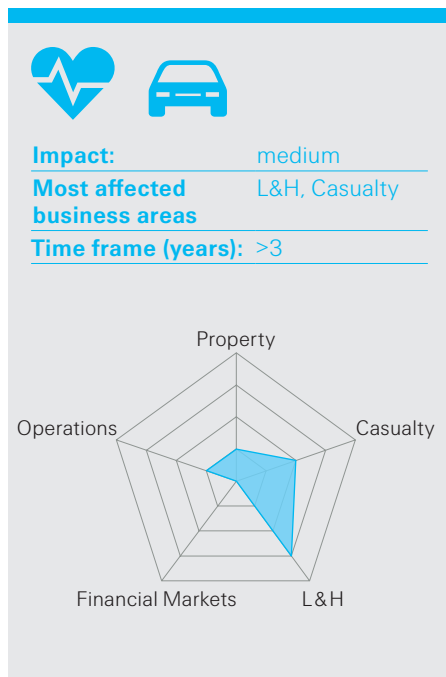 Impact: medium
Most affected L&H, Casualty
business areas
Time frame (years): >3
Property
Operations
Casualty
Financial Markets
L&H